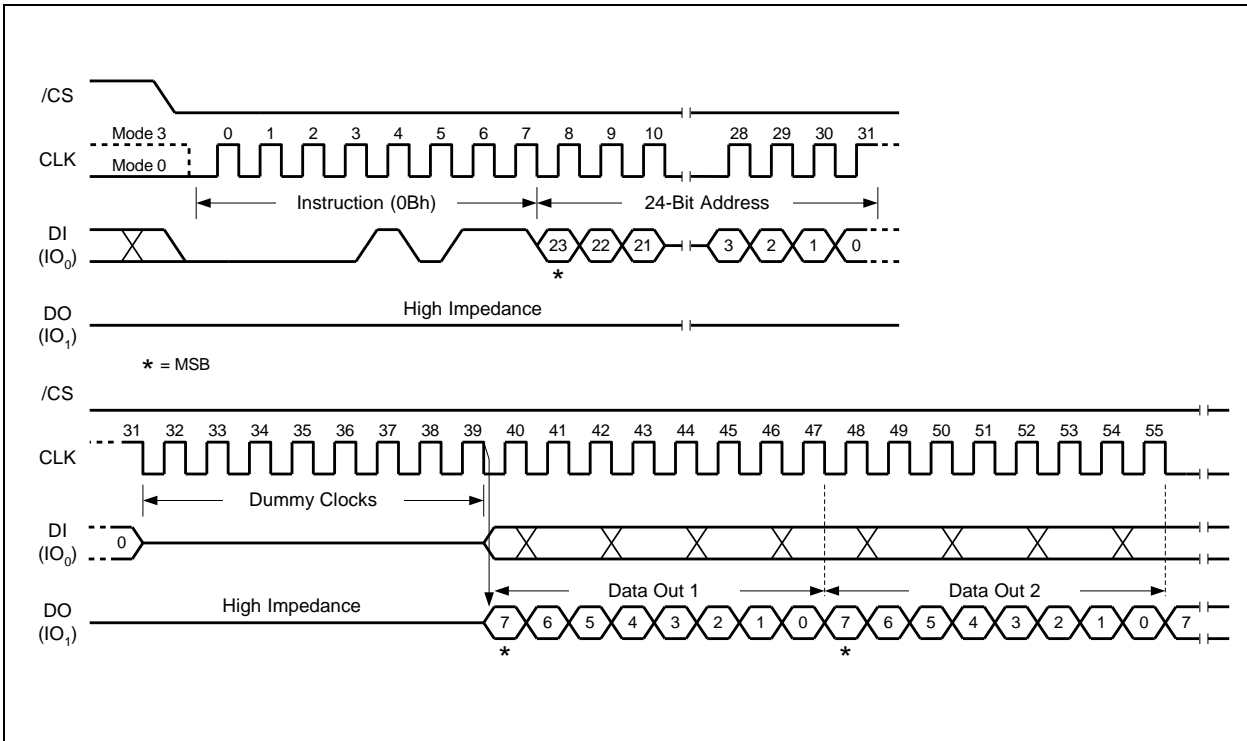 /CS
Mode 3 0 1 2 3 4 5 6 7 8 9 10 28 29 30 31
CLK
Mode 0
Instruction (0Bh) 24-Bit Address
DI
(IO0) 23 22 21 3 2 1 0
*
DO High Impedance
(IO1)
* = MSB
/CS
31 32 33 34 35 36 37 38 39 40 41 42 43 44 45 46 47 48 49 50 51 52 53 54 55
CLK
Dummy Clocks
DI
(IO0) 0
Data Out 1 Data Out 2
DO High Impedance
(IO1) 7 6 5 4 3 2 1 0 7 6 5 4 3 2 1 0 7
* *